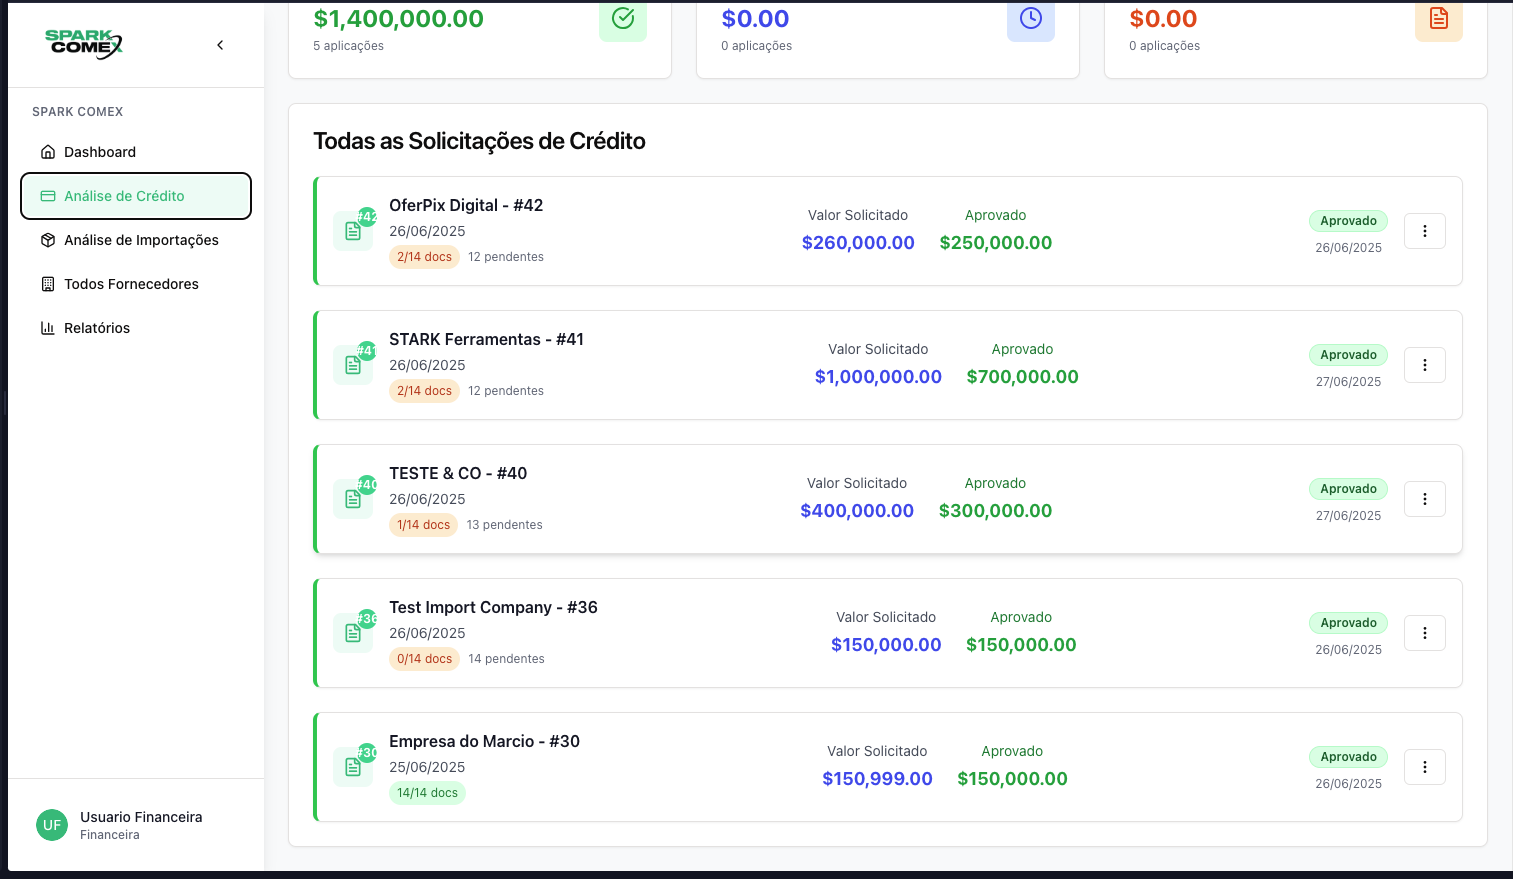 $1,400,000.00
5 aplicações
$0.00
0 aplicações
$0.00
0 aplicações
SPARK
COMEX
SPARK COMEX
Dashboard
Análise de Crédito
Análise de Importações
Todos Fornecedores
Relatórios
Todas as Solicitações de Crédito
#42
OferPix Digital - #42
26/06/2025
2/14 docs 12 pendentes
Valor Solicitado
$260,000.00
Aprovado
$250,000.00
Aprovado
26/06/2025
#41
STARK Ferramentas - #41
26/06/2025
2/14 docs 12 pendentes
Valor Solicitado
$1,000,000.00
Aprovado
$700,000.00
Aprovado
27/06/2025
#40
TESTE & CO - #40
26/06/2025
1/14 docs 13 pendentes
Valor Solicitado
$400,000.00
Aprovado
$300,000.00
Aprovado
27/06/2025
#36
Test Import Company - #36
26/06/2025
0/14 docs 14 pendentes
Valor Solicitado
$150,000.00
Aprovado
$150,000.00
Aprovado
26/06/2025
#30
Empresa do Marcio - #30
25/06/2025
14/14 docs
Valor Solicitado
$150,999.00
Aprovado
$150,000.00
Aprovado
26/06/2025
UF
Usuario Financeira
Financeira